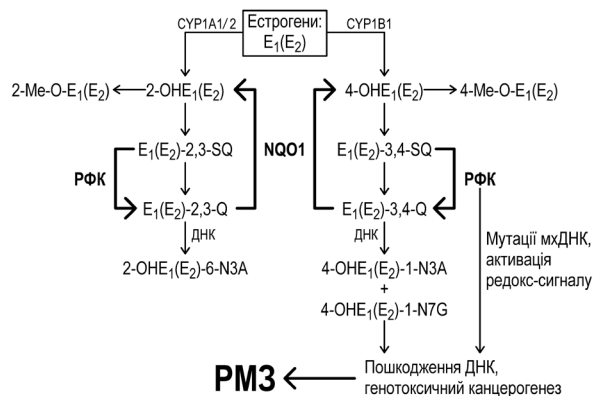 CYP1A1/2
Естрогени:
E₁(E₂)
CYP1B1
2-Me-O-E₁(E₂)
2-OHE₁(E₂)
4-OHE₁(E₂)
4-Me-O-E₁(E₂)
E₁(E₂)-2,3-SQ
NQO1
E₁(E₂)-3,4-SQ
РФК
РФК
E₁(E₂)-2,3-Q
E₁(E₂)-3,4-Q
ДНК
ДНК
Мутації мхДНК,
активація
редокс-сигналу
2-OHE₁(E₂)-6-N3A
4-OHE₁(E₂)-1-N3A
+
4-OHE₁(E₂)-1-N7G
РМЗ
Пошкодження ДНК,
генотоксичний канцерогенез